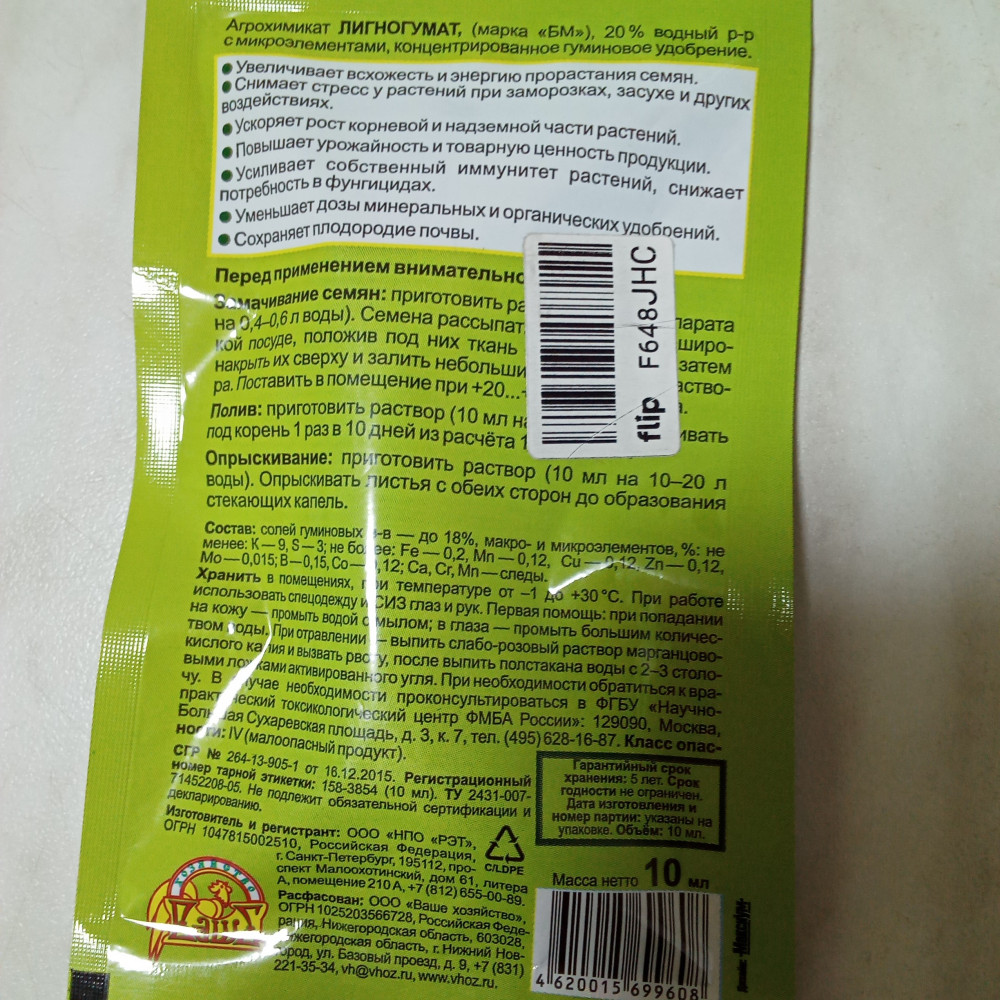 Агрохимикат ЛИГНОГУМАТ, (марка «БМ»), 20% водный р-р
с микроэлементами, концентрированное гуминовое удобрение.
Увеличивает всхожесть и энергию прорастания семян.
Снимает стресс у растений при заморозках, засухе и других
воздействиях.
Ускоряет рост корневой и надземной части растений.
Повышает урожайность и товарную ценность продукции.
Усиливает собственный иммунитет растений, снижает
потребность в фунгицидах.
Уменьшает дозы минеральных и органических удобрений.
Сохраняет плодородие почвы.
Перед применением внимательно
Замачивание семян: приготовить
на 0,4–0,6 л воды). Семена
кой посуде, положив под них ткань широ-
накрыть их сверху и залить затем
ра. Поставить в помещение при +20...
Полив: приготовить раствор (10 мл
под корень 1 раз в 10 дней из расчёта
Опрыскивание: приготовить раствор (10 мл на 10–20 л
воды). Опрыскивать листья с обеих сторон до образования
стекающих капель.
flip F648JHC
Состав: солей гуминовых в-в — до 18%, макро- и микроэлементов, %: не
менее: K — 9, S — 3; не более: Fe — 0,2, Mn — 0,12, Cu — 0,12, Zn — 0,12,
Mo — 0,015; B — 0,15, Co — 0,12; Ca, Cr, Mn — следы.
Хранить в помещениях, при температуре от –1 до +30°С. При работе
использовать спецодежду и СИЗ глаз и рук. Первая помощь: при попадании
на кожу — промыть водой с мылом; в глаза — промыть большим количес-
твом воды. При отравлении — выпить слабо-розовый раствор марганцово-
кислого калия и вызвать рвоту, после выпить полстакана воды с 2–3 столо-
выми ложками активированного угля. При необходимости обратиться к вра-
чу. В случае необходимости проконсультироваться в ФГБУ «Научно-
практический токсикологический центр ФМБА России»: 129090, Москва,
Большая Сухаревская площадь, д. 3, к. 7, тел. (495) 628-16-87. Класс опас-
ности: IV (малоопасный продукт).
СГР № 264-13-905-1 от 16.12.2015. Регистрационный
номер тарной этикетки: 158-3854 (10 мл). ТУ 2431-007-
71452208-05. Не подлежит обязательной сертификации и
декларированию.
Гарантийный срок
хранения: 5 лет. Срок
годности не ограничен.
Дата изготовления и
номер партии: указаны на
упаковке. Объём: 10 мл.
Изготовитель и регистрант: ООО «НПО «РЭТ»,
ОГРН 1047815002510, Российская Федерация,
г. Санкт-Петербург, 195112, про-
спект Малоохотинский, дом 61, литера
А, помещение 210 А, +7 (812) 655-00-89.
C/LDPE
Расфасован: ООО «Ваше хозяйство»,
ОГРН 1025203566728, Российская Феде-
рация, Нижегородская область, 603028,
Нижегородская область, г. Нижний Нов-
город, ул. Базовый проезд, д. 9, +7 (831)
221-35-34, vh@vhoz.ru, www.vhoz.ru.
ХОЗЯЙСТВО
Ваше
Масса нетто 10 мл
4 620015 699608